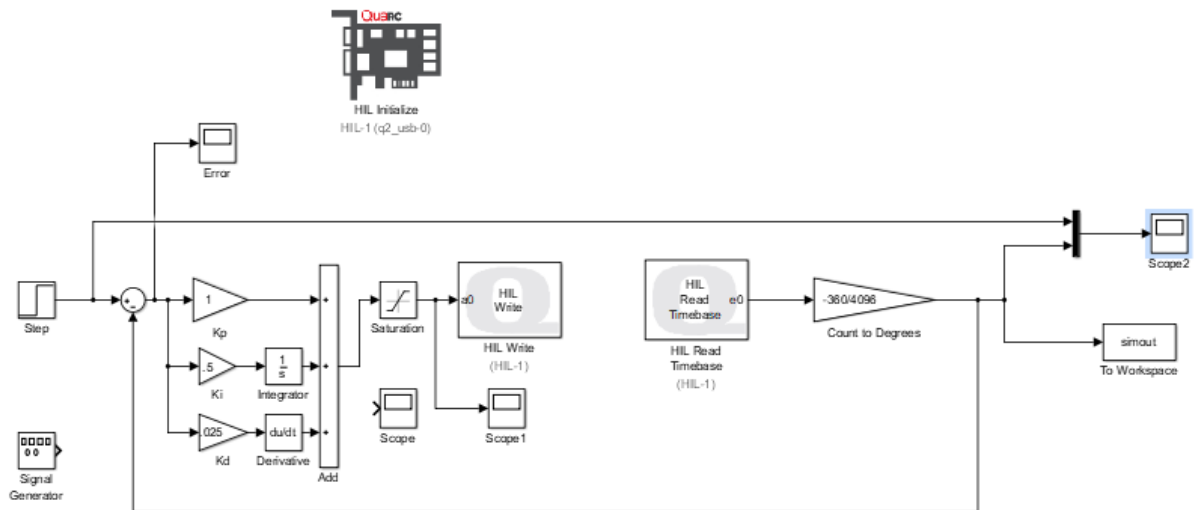 QUARC
HIL Initialize
HIL-1 (q2_usb-0)
Error
Scope2
Step
1
Kp
.5
Ki
1
s
Integrator
.025
Kd
du/dt
Derivative
Add
Saturation
a0
HIL
Write
HIL Write
(HIL-1)
Scope
Scope1
HIL
Read
Timebase
e0
HIL Read
Timebase
(HIL-1)
-360/4096
Count to Degrees
simout
To Workspace
Signal
Generator